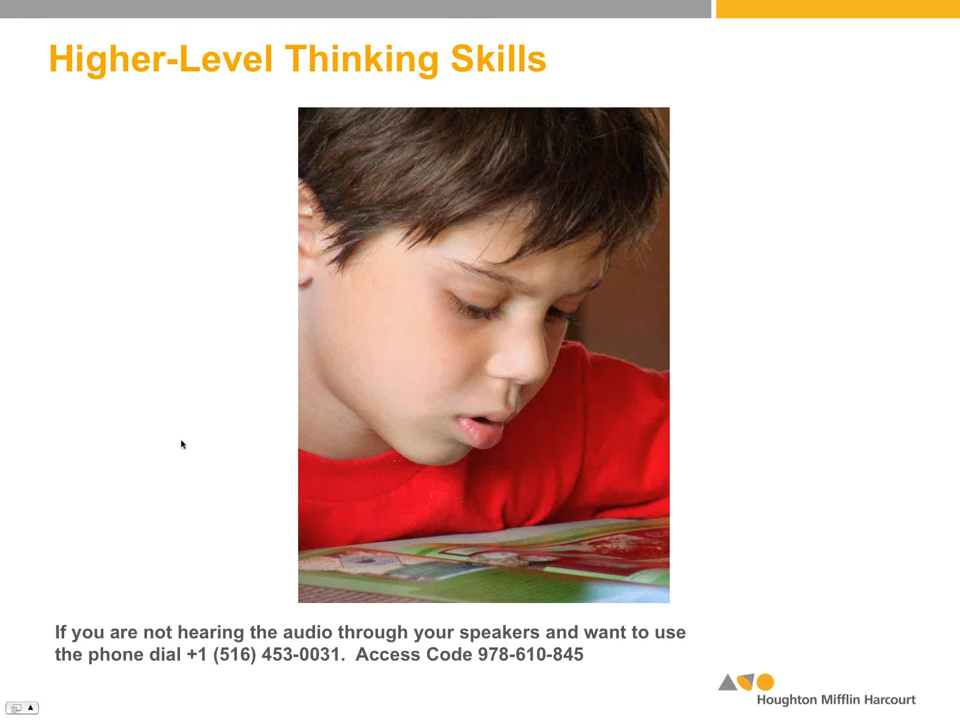 Higher-Level Thinking Skills
If you are not hearing the audio through your speakers and want to use
the phone dial +1 (516) 453-0031.  Access Code 978-610-845
Houghton Mifflin Harcourt